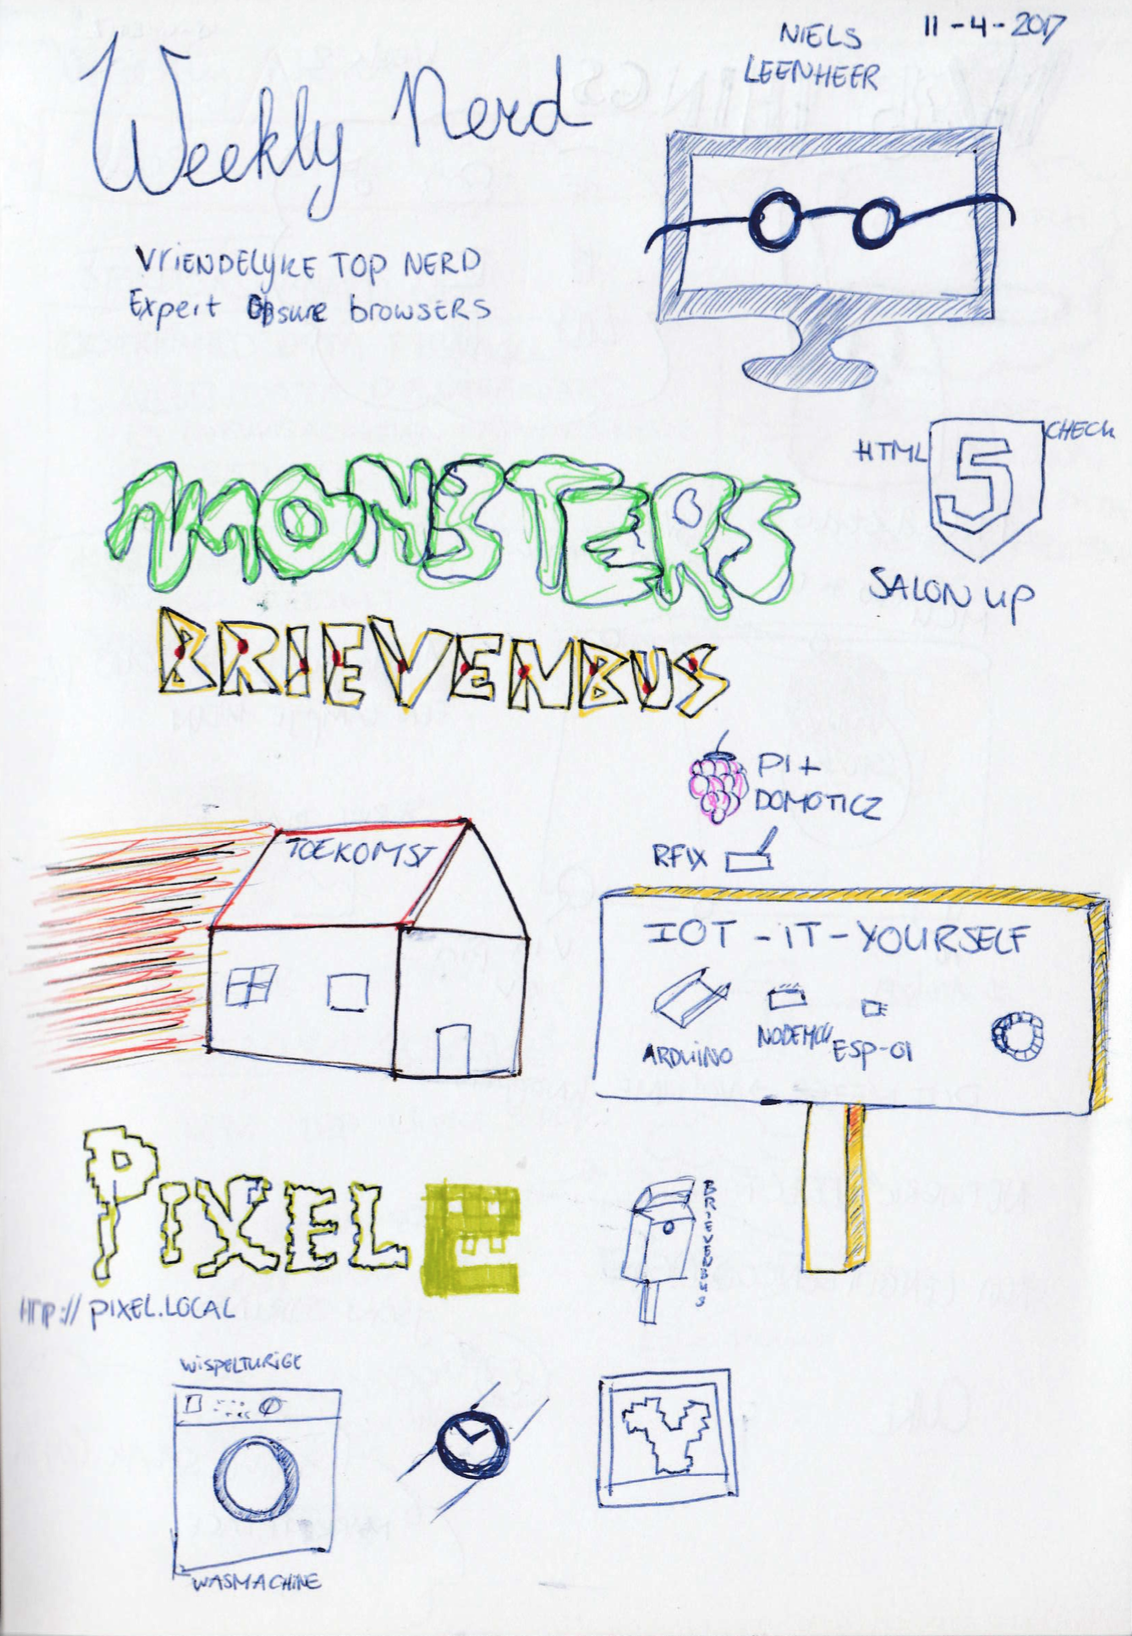 Weekly Nerd
NIELS
LEENHEER
11-4-2017
VRIENDELYKE TOP NERD
Expert Obsure browsers
HTML 5 CHECK
SALON UP
MONSTERS
BRIEVENBUS
PI +
DOMOTICZ
RFIX
TOEKOMST
IOT-IT-YOURSELF
ARDUINO
NODEMCU
ESP-01
PIXEL
e
http://PIXEL.LOCAL
BRIEVENBUS
WISPELTURIGE
WASMACHINE